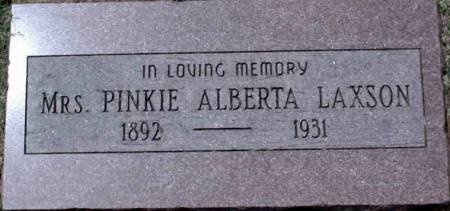 IN LOVING MEMORY
MRS. PINKIE ALBERTA LAXSON
1892 — 1931